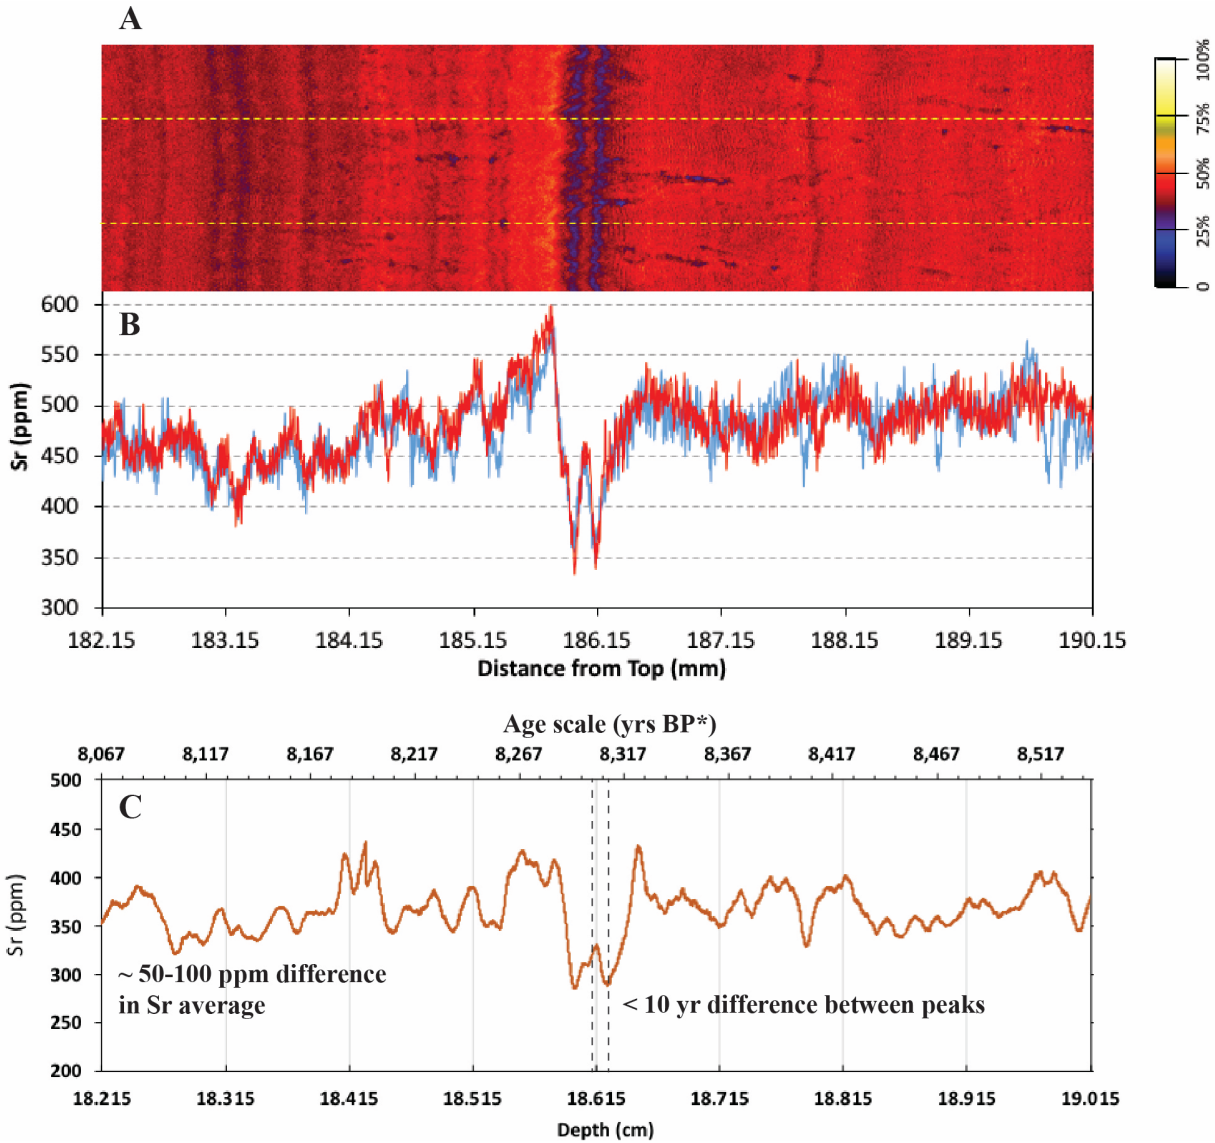 A
100%
75%
50%
25%
0
B
600
550
500
450
400
350
300
Sr (ppm)
182.15 183.15 184.15 185.15 186.15 187.15 188.15 189.15 190.15
Distance from Top (mm)
Age scale (yrs BP*)
8,067 8,117 8,167 8,217 8,267 8,317 8,367 8,417 8,467 8,517
C
500
450
400
350
300
250
200
Sr (ppm)
~ 50-100 ppm difference
in Sr average
< 10 yr difference between peaks
18.215 18.315 18.415 18.515 18.615 18.715 18.815 18.915 19.015
Depth (cm)